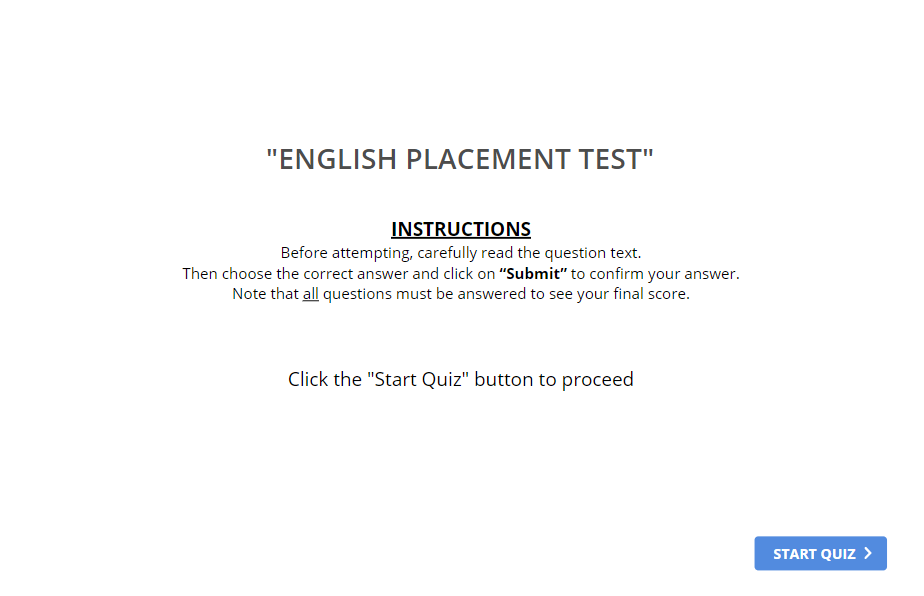 "ENGLISH PLACEMENT TEST"
INSTRUCTIONS
Before attempting, carefully read the question text.
Then choose the correct answer and click on “Submit” to confirm your answer.
Note that all questions must be answered to see your final score.
Click the "Start Quiz" button to proceed
START QUIZ